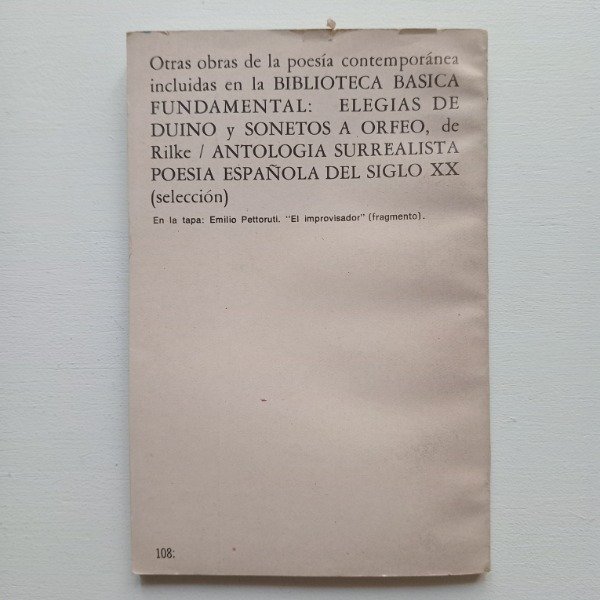 Otras obras de la poesía contemporánea
incluidas en la BIBLIOTECA BASICA
FUNDAMENTAL: ELEGIAS DE
DUINO y SONETOS A ORFEO, de
Rilke / ANTOLOGIA SURREALISTA
POESIA ESPAÑOLA DEL SIGLO XX
(selección)
En la tapa: Emilio Pettoruti. "El improvisador" (fragmento).
108: